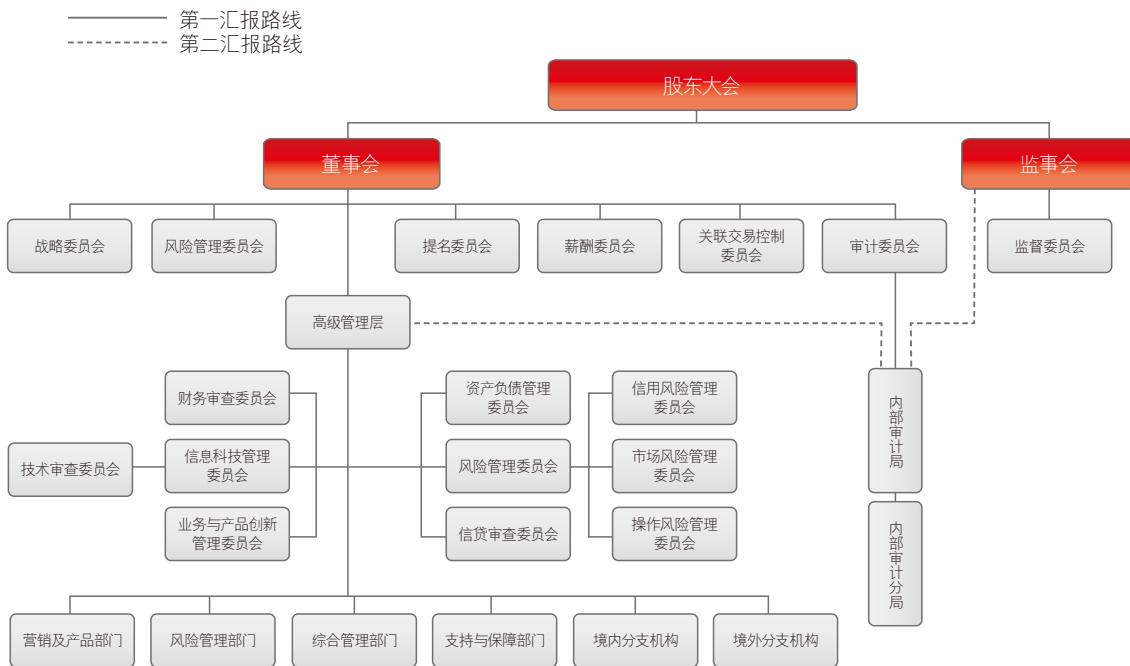 第一汇报路线
第二汇报路线
股东大会
董事会
监事会
战略委员会
风险管理委员会
提名委员会
薪酬委员会
关联交易控制
委员会
审计委员会
监督委员会
高级管理层
财务审查委员会
资产负债管理
委员会
信用风险管理
委员会
技术审查委员会
信息科技管理
委员会
风险管理委员会
市场风险管理
委员会
业务与产品创新
管理委员会
信贷审查委员会
操作风险管理
委员会
内部审计局
内部审计分局
营销及产品部门
风险管理部门
综合管理部门
支持与保障部门
境内分支机构
境外分支机构